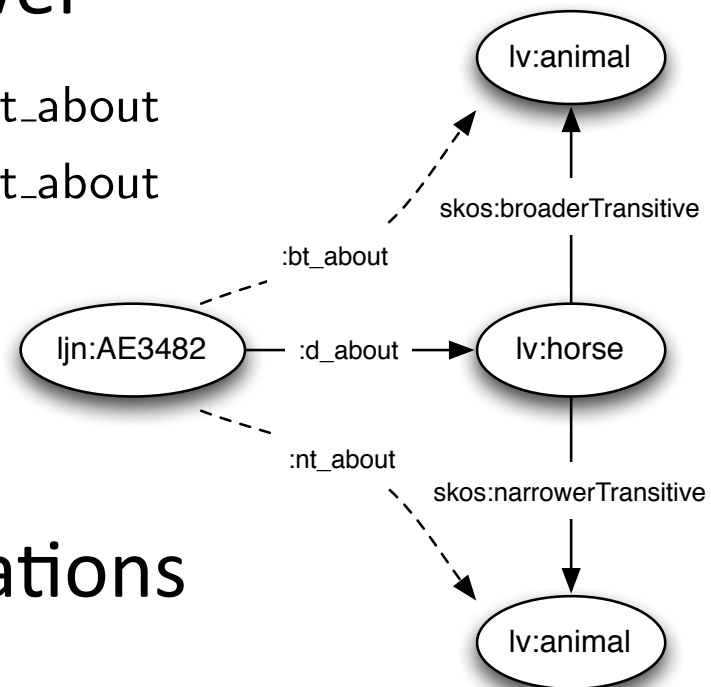 t_about
t_about
ations
lv:animal
skos:broaderTransitive
:bt_about
ljn:AE3482
:d_about
lv:horse
:nt_about
skos:narrowerTransitive
lv:animal